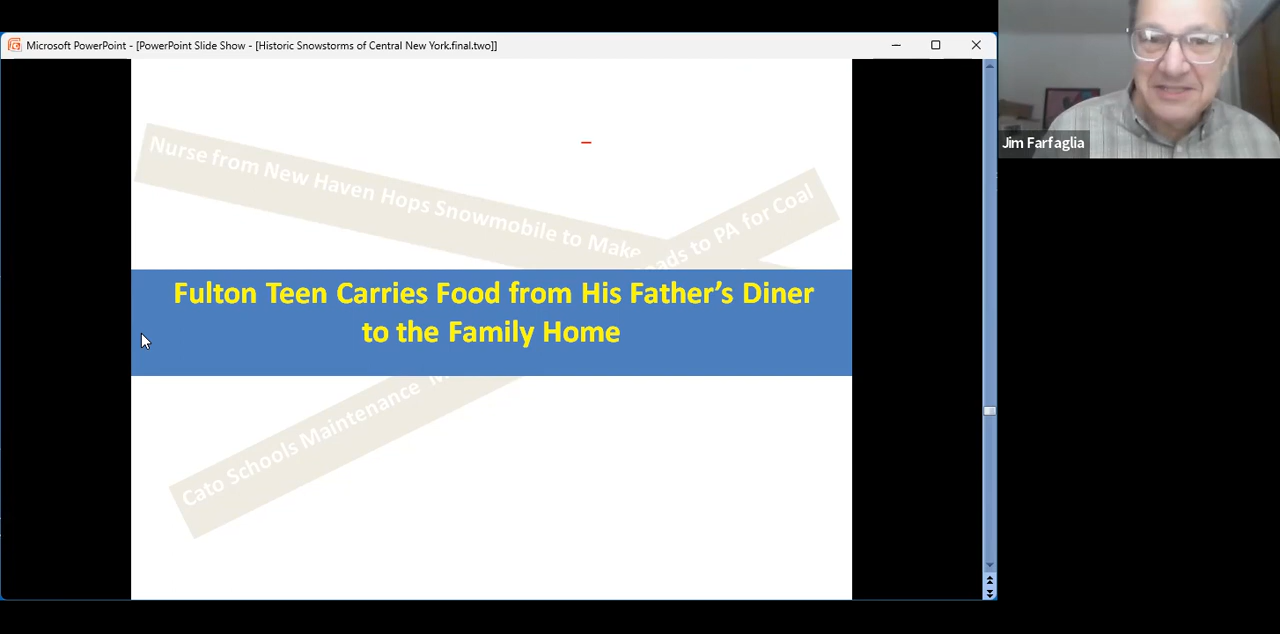 Microsoft PowerPoint - [PowerPoint Slide Show - [Historic Snowstorms of Central New York.final.two]]
Jim Farfaglia
Nurse from New Haven Hops Snowmobile to Make
to PA for Coal
Fulton Teen Carries Food from His Father’s Diner
to the Family Home
Cato Schools Maintenance